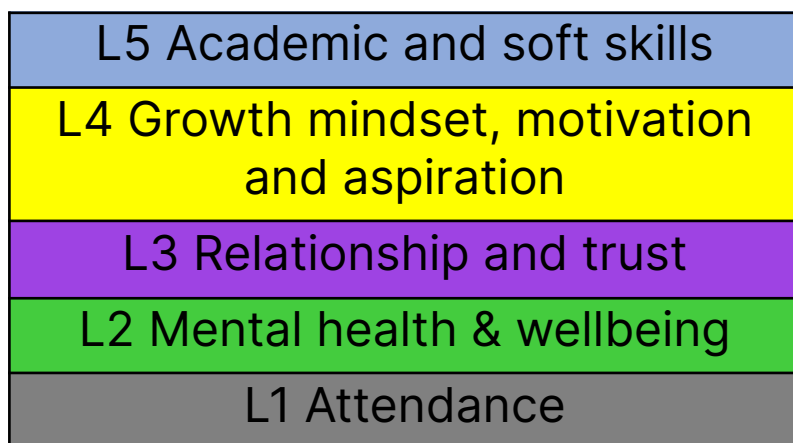 L5 Academic and soft skills
L4 Growth mindset, motivation
and aspiration
L3 Relationship and trust
L2 Mental health & wellbeing
L1 Attendance